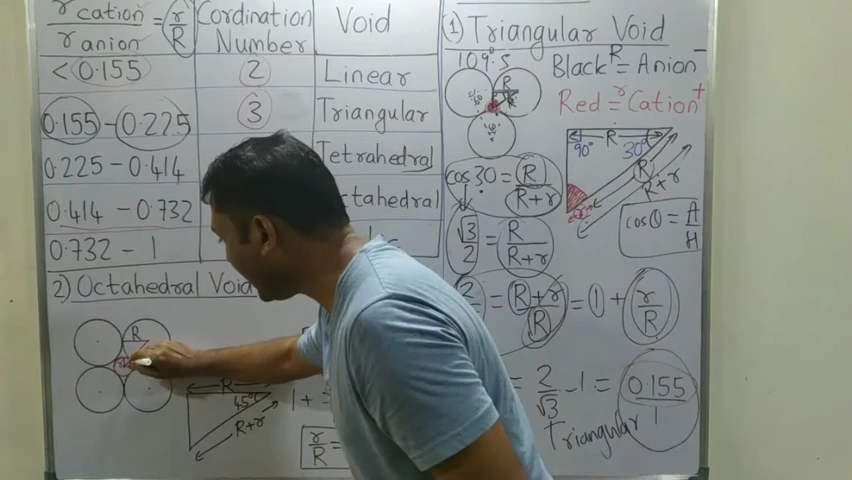 r cation / r anion = r/R
Cordination Number
Void
< 0.155
2
Linear
0.155 - 0.225
3
Triangular
0.225 - 0.414
Tetrahedral
0.414 - 0.732
0.732 - 1
2) Octahedral Void
R
R
45°
R+r
1+
r/R =
(1) Triangular Void
109.5°
R
Black R = Anion -
Red = r Cation +
R
90°
30°
R
R+r
cos 30 = R/R+r
cos θ = A/H
√3/2 = R/R+r
2 = R+r/R = 1 + r/R
= 2/√3 - 1 = 0.155/1
Triangular